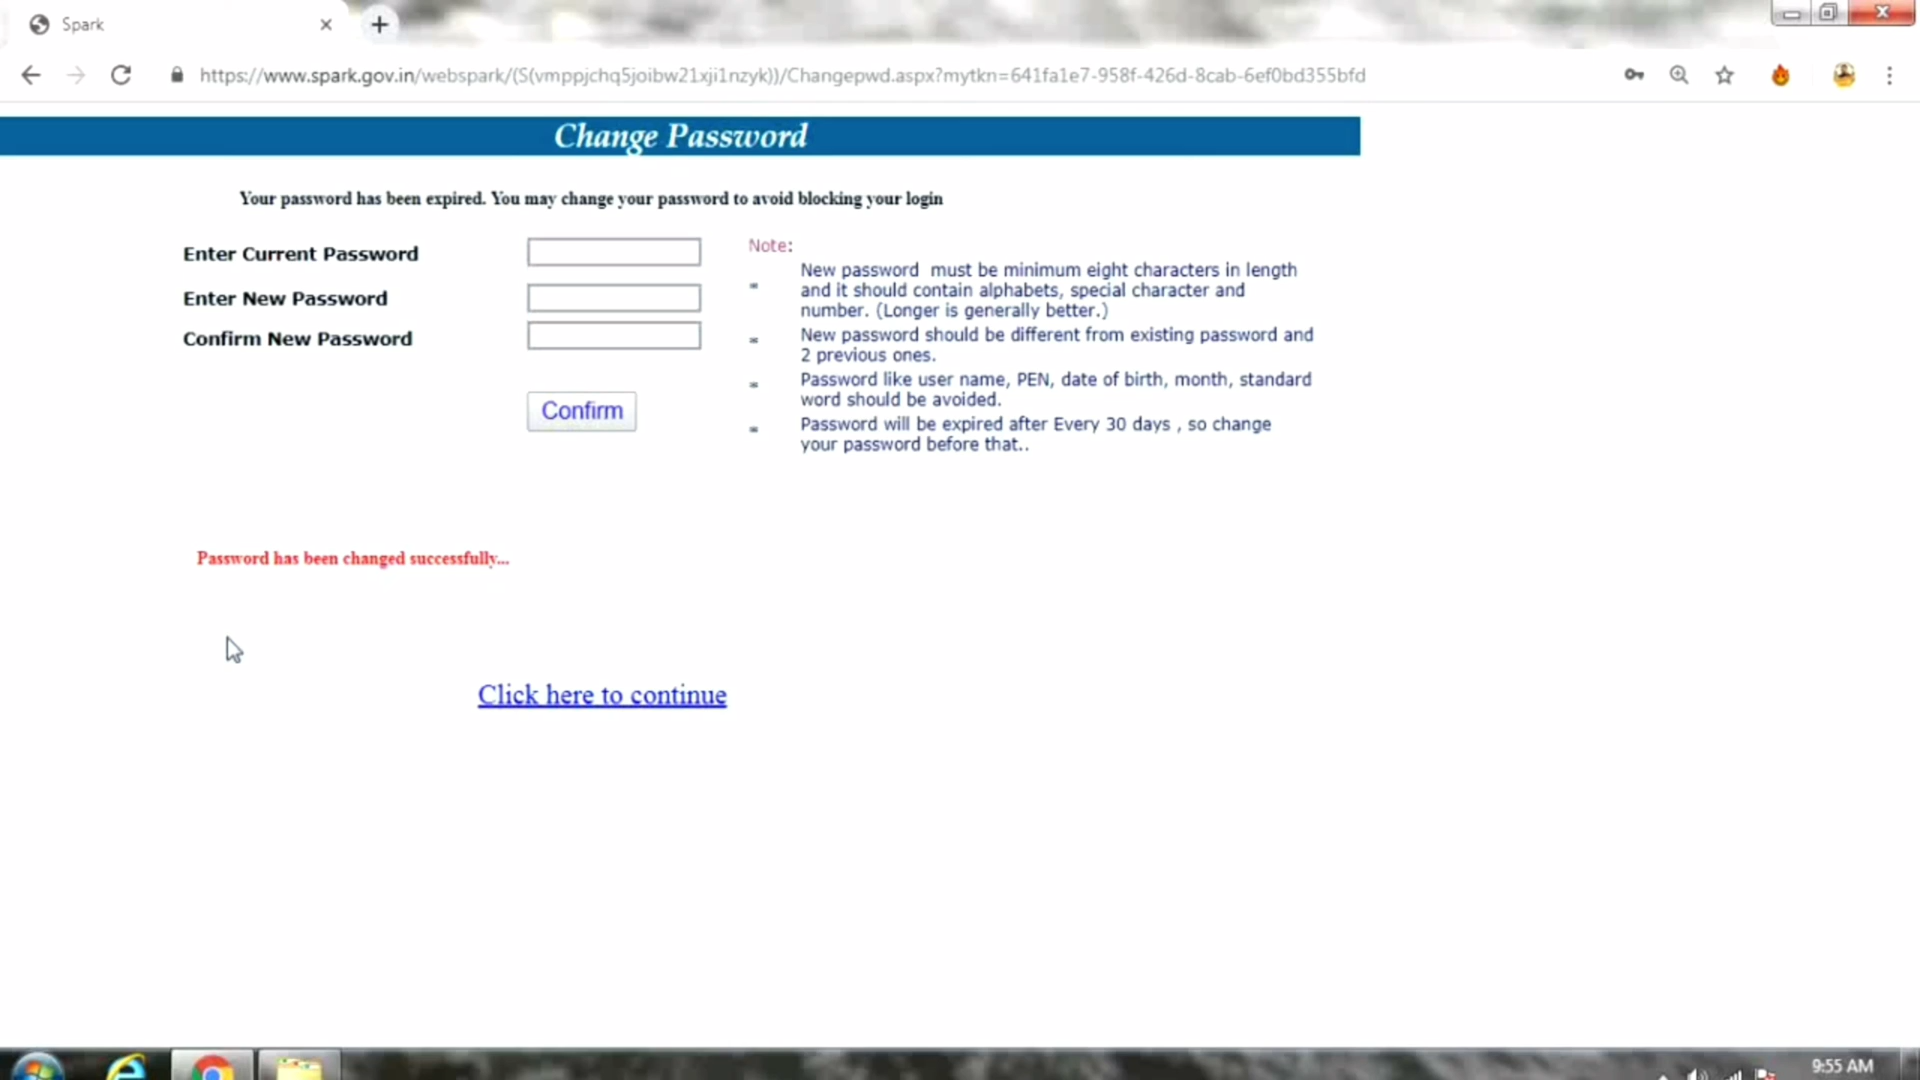 Spark
https://www.spark.gov.in/webspark/(S(vmppjchq5joibw21xji1nzyk))/Changepwd.aspx?mytkn=641fa1e7-958f-426d-8cab-6ef0bd355bfd
Change Password
Your password has been expired. You may change your password to avoid blocking your login
Enter Current Password
Enter New Password
Confirm New Password
Confirm
Note:
New password must be minimum eight characters in length
and it should contain alphabets, special character and
number. (Longer is generally better.)
New password should be different from existing password and
2 previous ones.
Password like user name, PEN, date of birth, month, standard
word should be avoided.
Password will be expired after Every 30 days , so change
your password before that..
Password has been changed successfully...
Click here to continue
9:55 AM